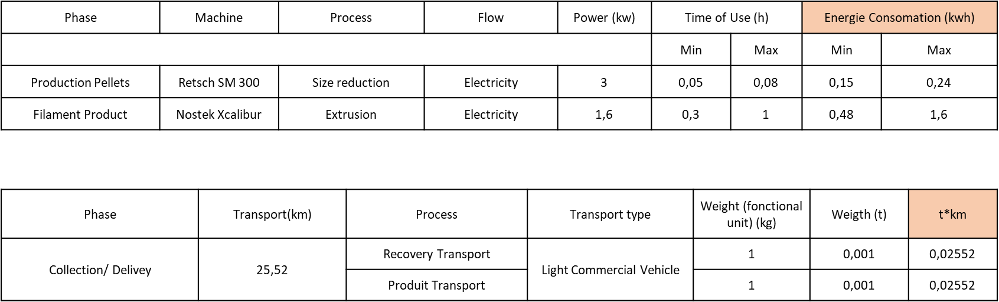 Phase Machine Process Flow Power (kw) Time of Use (h) Energie Consomation (kwh)
Min Max Min Max
Production Pellets Retsch SM 300 Size reduction Electricity 3 0,05 0,08 0,15 0,24
Filament Product Nostek Xcalibur Extrusion Electricity 1,6 0,3 1 0,48 1,6
Phase Transport(km) Process Transport type Weight (fonctional
unit) (kg) Weigth (t) t*km
Collection/ Delivey 25,52 Recovery Transport Light Commercial Vehicle 1 0,001 0,02552
Produit Transport 1 0,001 0,02552